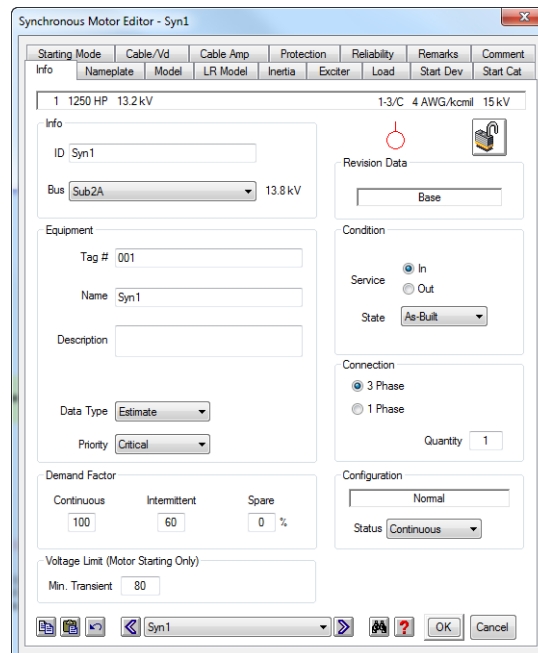 Synchronous Motor Editor - Syn1
Starting Mode Cable/Vd Cable Amp Protection Reliability Remarks Comment
Info Nameplate Model LR Model Inertia Exciter Load Start Dev Start Cat
1 1250 HP 13.2 kV 1-3/C 4 AWG/kcmil 15 kV
Info
ID Syn1
Bus Sub2A 13.8 kV
Revision Data
Base
Equipment
Tag # 001
Name Syn1
Description
Data Type Estimate
Priority Critical
Condition
Service In
Out
State As-Built
Connection
3 Phase
1 Phase
Quantity 1
Demand Factor
Continuous Intermittent Spare
100 60 0 %
Configuration
Normal
Status Continuous
Voltage Limit (Motor Starting Only)
Min. Transient 80
Syn1 ? OK Cancel